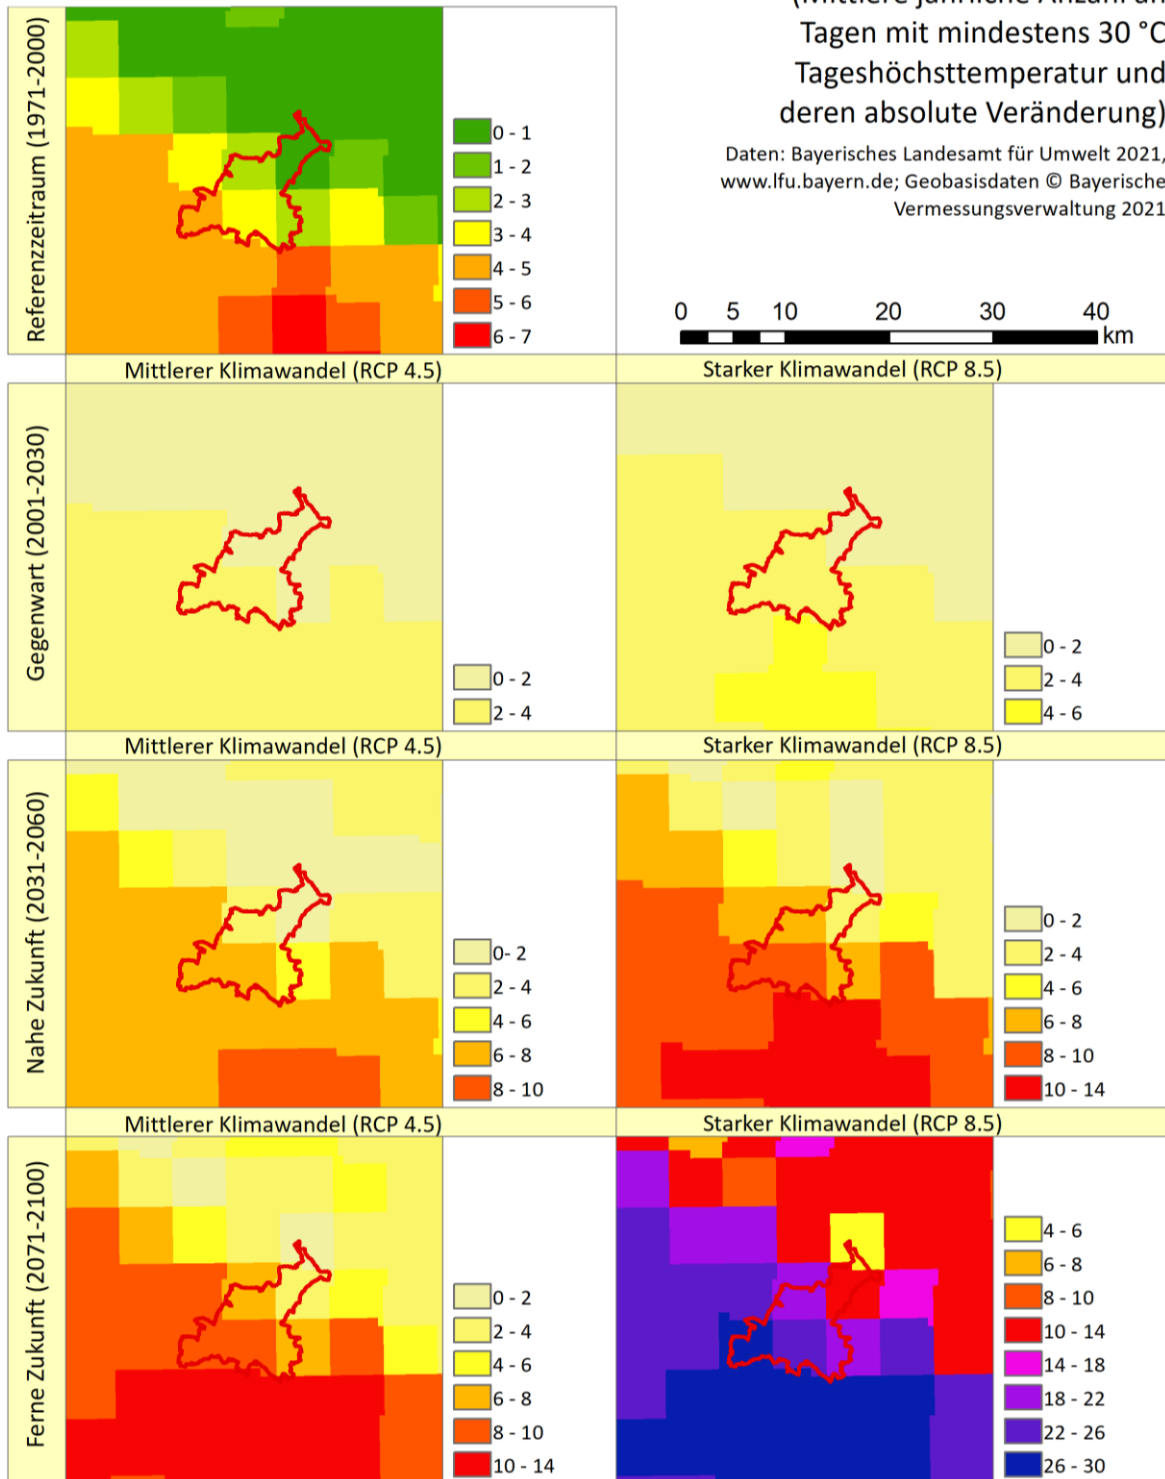 (Mittlere jährliche Anzahl an
Tagen mit mindestens 30 °C
Tageshöchsttemperatur und
deren absolute Veränderung)
Daten: Bayerisches Landesamt für Umwelt 2021,
www.lfu.bayern.de; Geobasisdaten © Bayerische
Vermessungsverwaltung 2021
0 5 10 20 30 40
km
Referenzzeitraum (1971-2000)
0 - 1
1 - 2
2 - 3
3 - 4
4 - 5
5 - 6
6 - 7
Mittlerer Klimawandel (RCP 4.5)
Starker Klimawandel (RCP 8.5)
Gegenwart (2001-2030)
0 - 2
2 - 4
0 - 2
2 - 4
4 - 6
Mittlerer Klimawandel (RCP 4.5)
Starker Klimawandel (RCP 8.5)
Nahe Zukunft (2031-2060)
0- 2
2 - 4
4 - 6
6 - 8
8 - 10
0 - 2
2 - 4
4 - 6
6 - 8
8 - 10
10 - 14
Mittlerer Klimawandel (RCP 4.5)
Starker Klimawandel (RCP 8.5)
Ferne Zukunft (2071-2100)
0 - 2
2 - 4
4 - 6
6 - 8
8 - 10
10 - 14
4 - 6
6 - 8
8 - 10
10 - 14
14 - 18
18 - 22
22 - 26
26 - 30